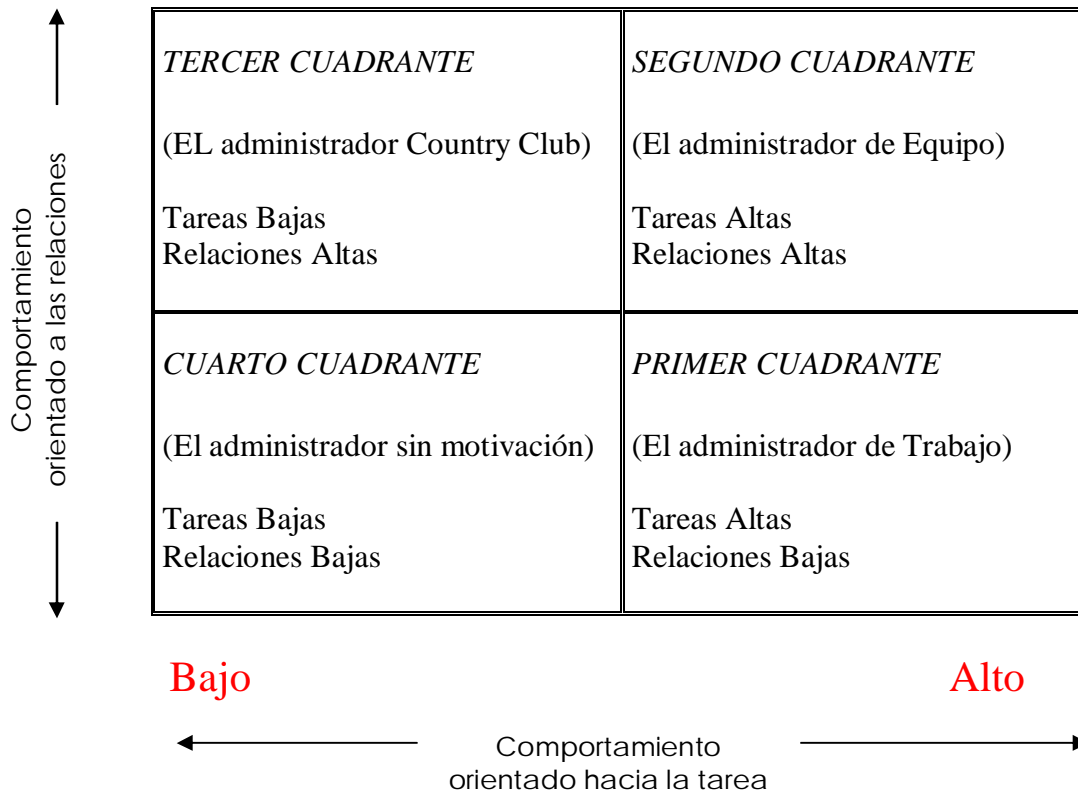 Comportamiento
orientado a las relaciones
TERCER CUADRANTE
(EL administrador Country Club)
Tareas Bajas
Relaciones Altas
SEGUNDO CUADRANTE
(El administrador de Equipo)
Tareas Altas
Relaciones Altas
CUARTO CUADRANTE
(El administrador sin motivación)
Tareas Bajas
Relaciones Bajas
PRIMER CUADRANTE
(El administrador de Trabajo)
Tareas Altas
Relaciones Bajas
Bajo
Alto
Comportamiento
orientado hacia la tarea